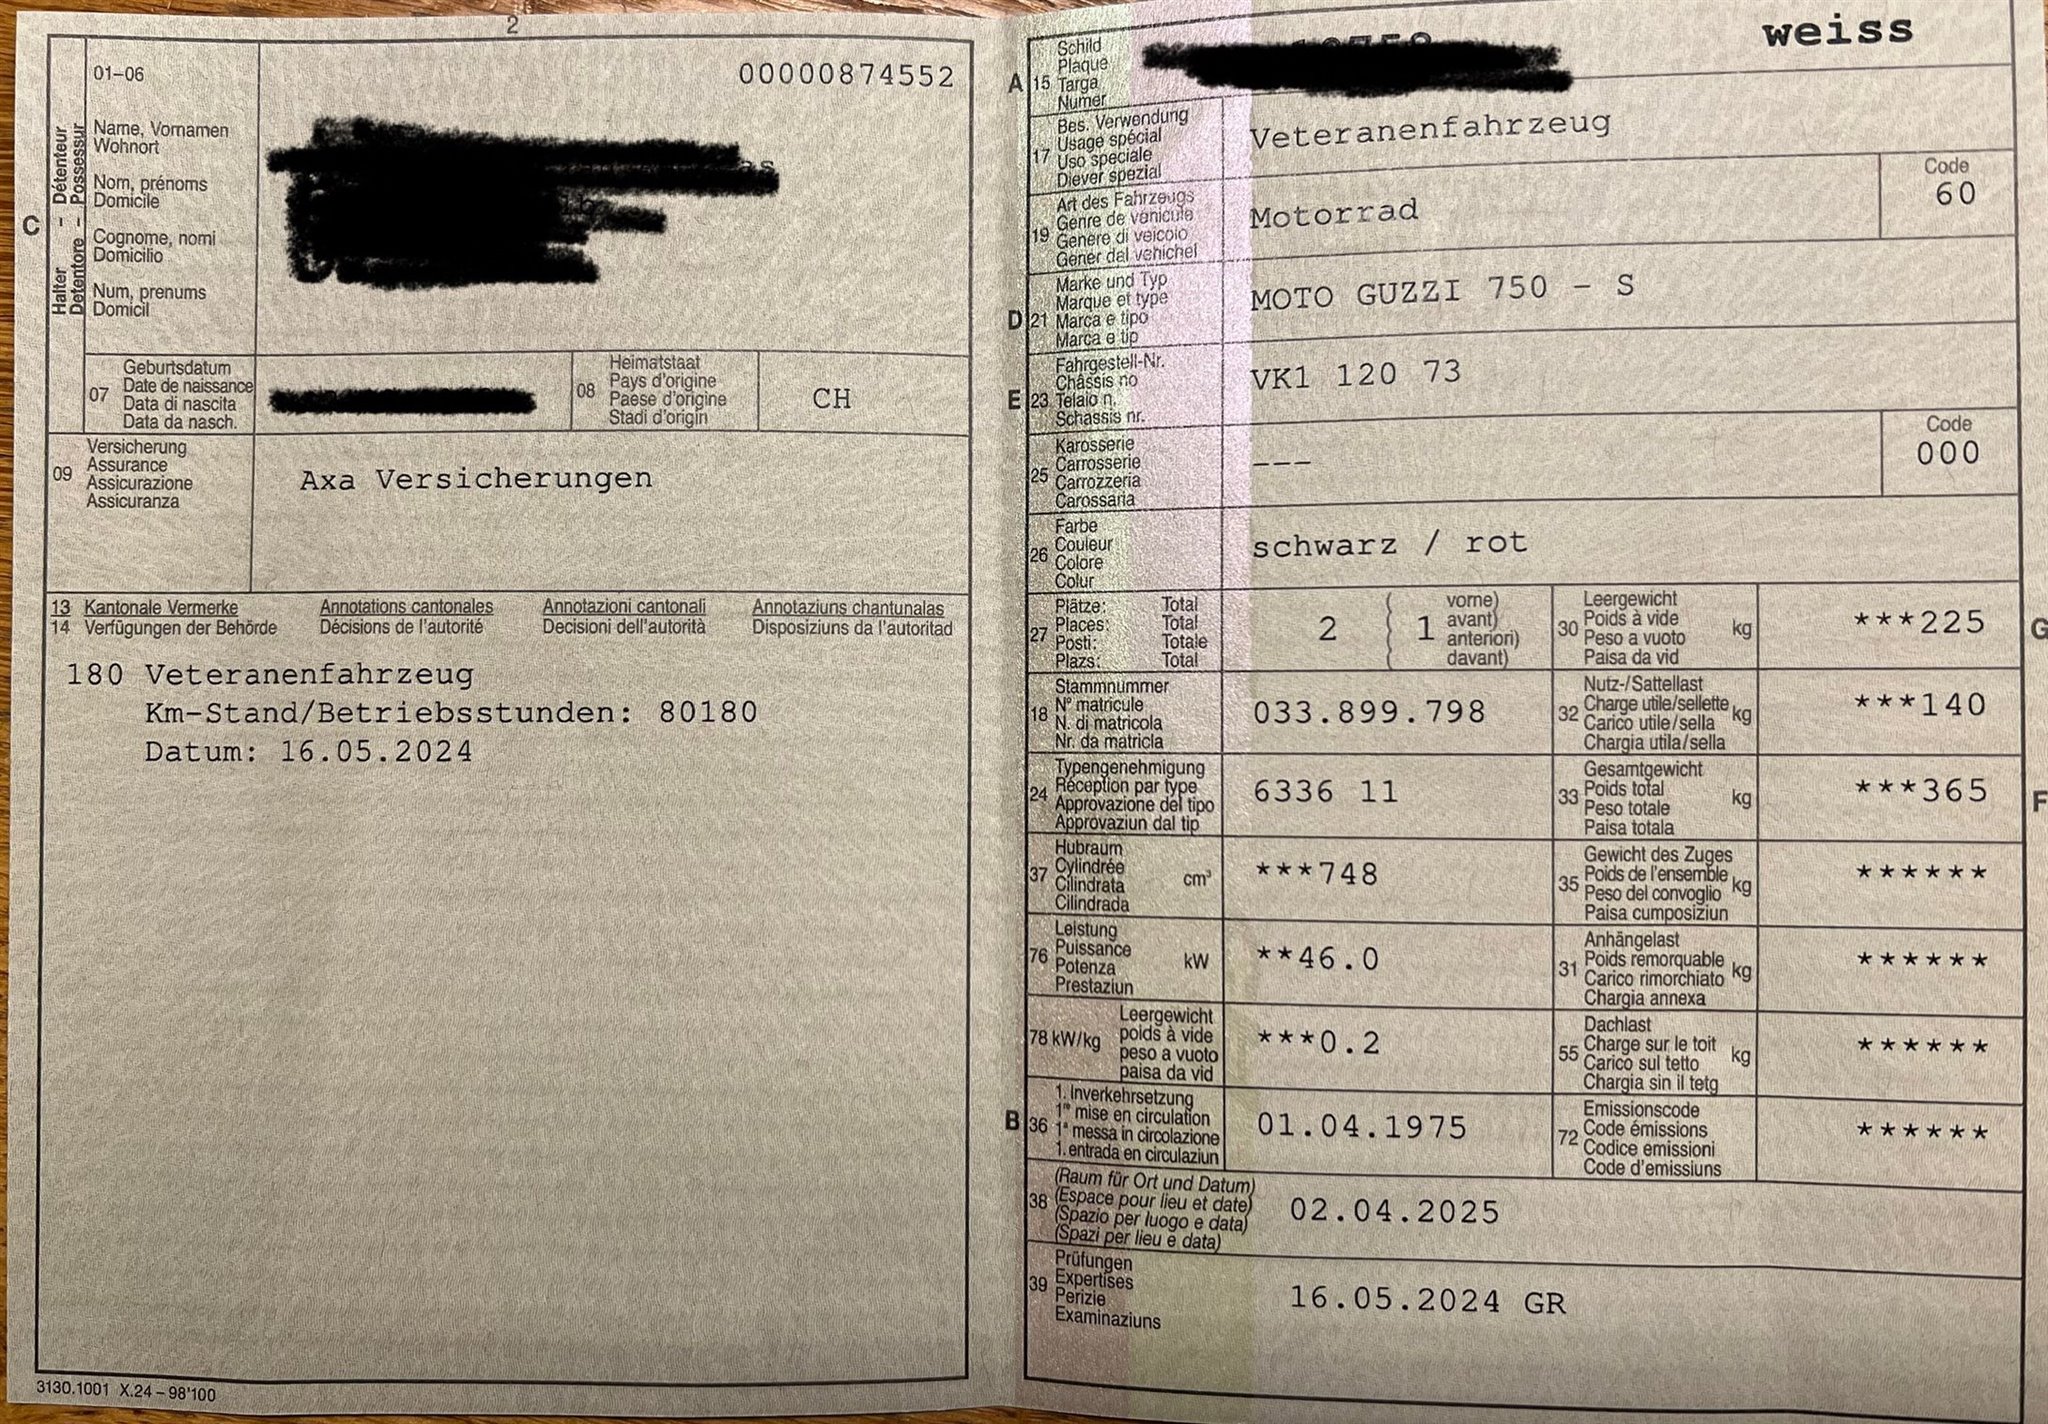 2
01–06
00000874552
Halter – Détenteur
Detentore – Possessur
C
Name, Vornamen
Wohnort
Nom, prénoms
Domicile
Cognome, nomi
Domicilio
Num, prenums
Domicil
07
Geburtsdatum
Date de naissance
Data di nascita
Data da nasch.
08
Heimatstaat
Pays d'origine
Paese d'origine
Stadi d'origin
CH
09
Versicherung
Assurance
Assicurazione
Assicuranza
Axa Versicherungen
13 Kantonale Vermerke Annotations cantonales Annotazioni cantonali Annotaziuns chantunalas
14 Verfügungen der Behörde Décisions de l'autorité Decisioni dell'autorità Disposiziuns da l'autoritad
180 Veteranenfahrzeug
Km-Stand/Betriebsstunden: 80180
Datum: 16.05.2024
3130.1001 X.24 – 98'100
weiss
A 15
Schild
Plaque
Targa
Numer
17
Bes. Verwendung
Usage spécial
Uso speciale
Diever spezial
Veteranenfahrzeug
19
Art des Fahrzeugs
Genre de véhicule
Genere di veicolo
Gener dal vehichel
Motorrad
Code
60
D 21
Marke und Typ
Marque et type
Marca e tipo
Marca e tip
MOTO GUZZI 750 – S
E 23
Fahrgestell-Nr.
Châssis no
Telaio n.
Schassis nr.
VK1 120 73
25
Karosserie
Carrosserie
Carrozzeria
Carossaria
---
Code
000
26
Farbe
Couleur
Colore
Colur
schwarz / rot
27
Plätze: Total
Places: Total
Posti: Totale
Plazs: Total
2 ( 1 vorne)
avant)
anteriori)
davant)
30
Leergewicht
Poids à vide
Peso a vuoto
Paisa da vid
kg
***225
G
18
Stammnummer
N° matricule
N. di matricola
Nr. da matricla
033.899.798
32
Nutz-/Sattellast
Charge utile/sellette
Carico utile/sella
Chargia utila/sella
kg
***140
24
Typengenehmigung
Réception par type
Approvazione del tipo
Approvaziun dal tip
6336 11
33
Gesamtgewicht
Poids total
Peso totale
Paisa totala
kg
***365
F
37
Hubraum
Cylindrée
Cilindrata
Cilindrada
cm³
***748
35
Gewicht des Zuges
Poids de l'ensemble
Peso del convoglio
Paisa cumposiziun
kg
******
76
Leistung
Puissance
Potenza
Prestaziun
kW
**46.0
31
Anhängelast
Poids remorquable
Carico rimorchiato
Chargia annexa
kg
******
78 kW/kg
Leergewicht
poids à vide
peso a vuoto
paisa da vid
***0.2
55
Dachlast
Charge sur le toit
Carico sul tetto
Chargia sin il tetg
kg
******
B 36
1. Inverkehrsetzung
1re mise en circulation
1a messa in circolazione
1. entrada en circulaziun
01.04.1975
72
Emissionscode
Code émissions
Codice emissioni
Code d'emissiuns
******
38
(Raum für Ort und Datum)
(Espace pour lieu et date)
(Spazio per luogo e data)
(Spazi per lieu e data)
02.04.2025
39
Prüfungen
Expertises
Perizie
Examinaziuns
16.05.2024 GR